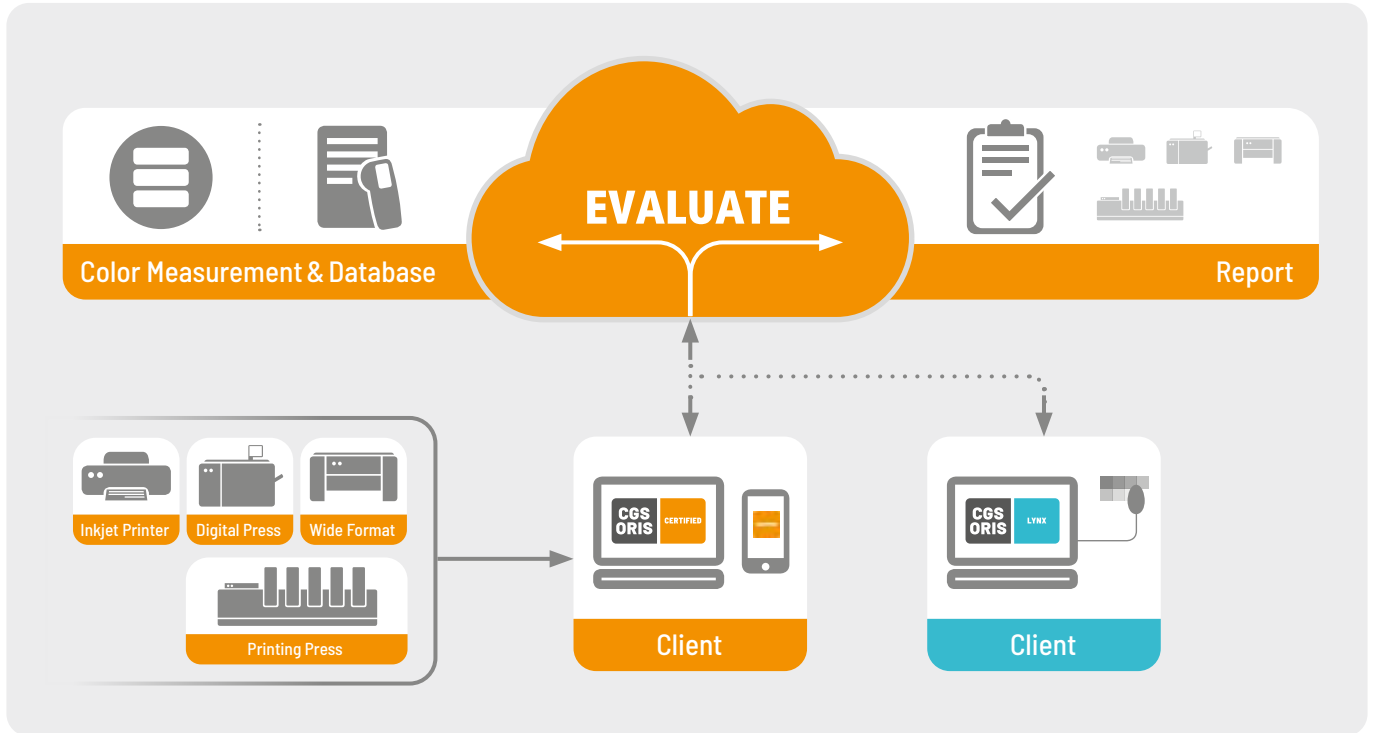 EVALUATE
Color Measurement & Database
Report
Inkjet Printer
Digital Press
Wide Format
Printing Press
CGS
ORIS
CERTIFIED
Client
CGS
ORIS
LYNX
Client